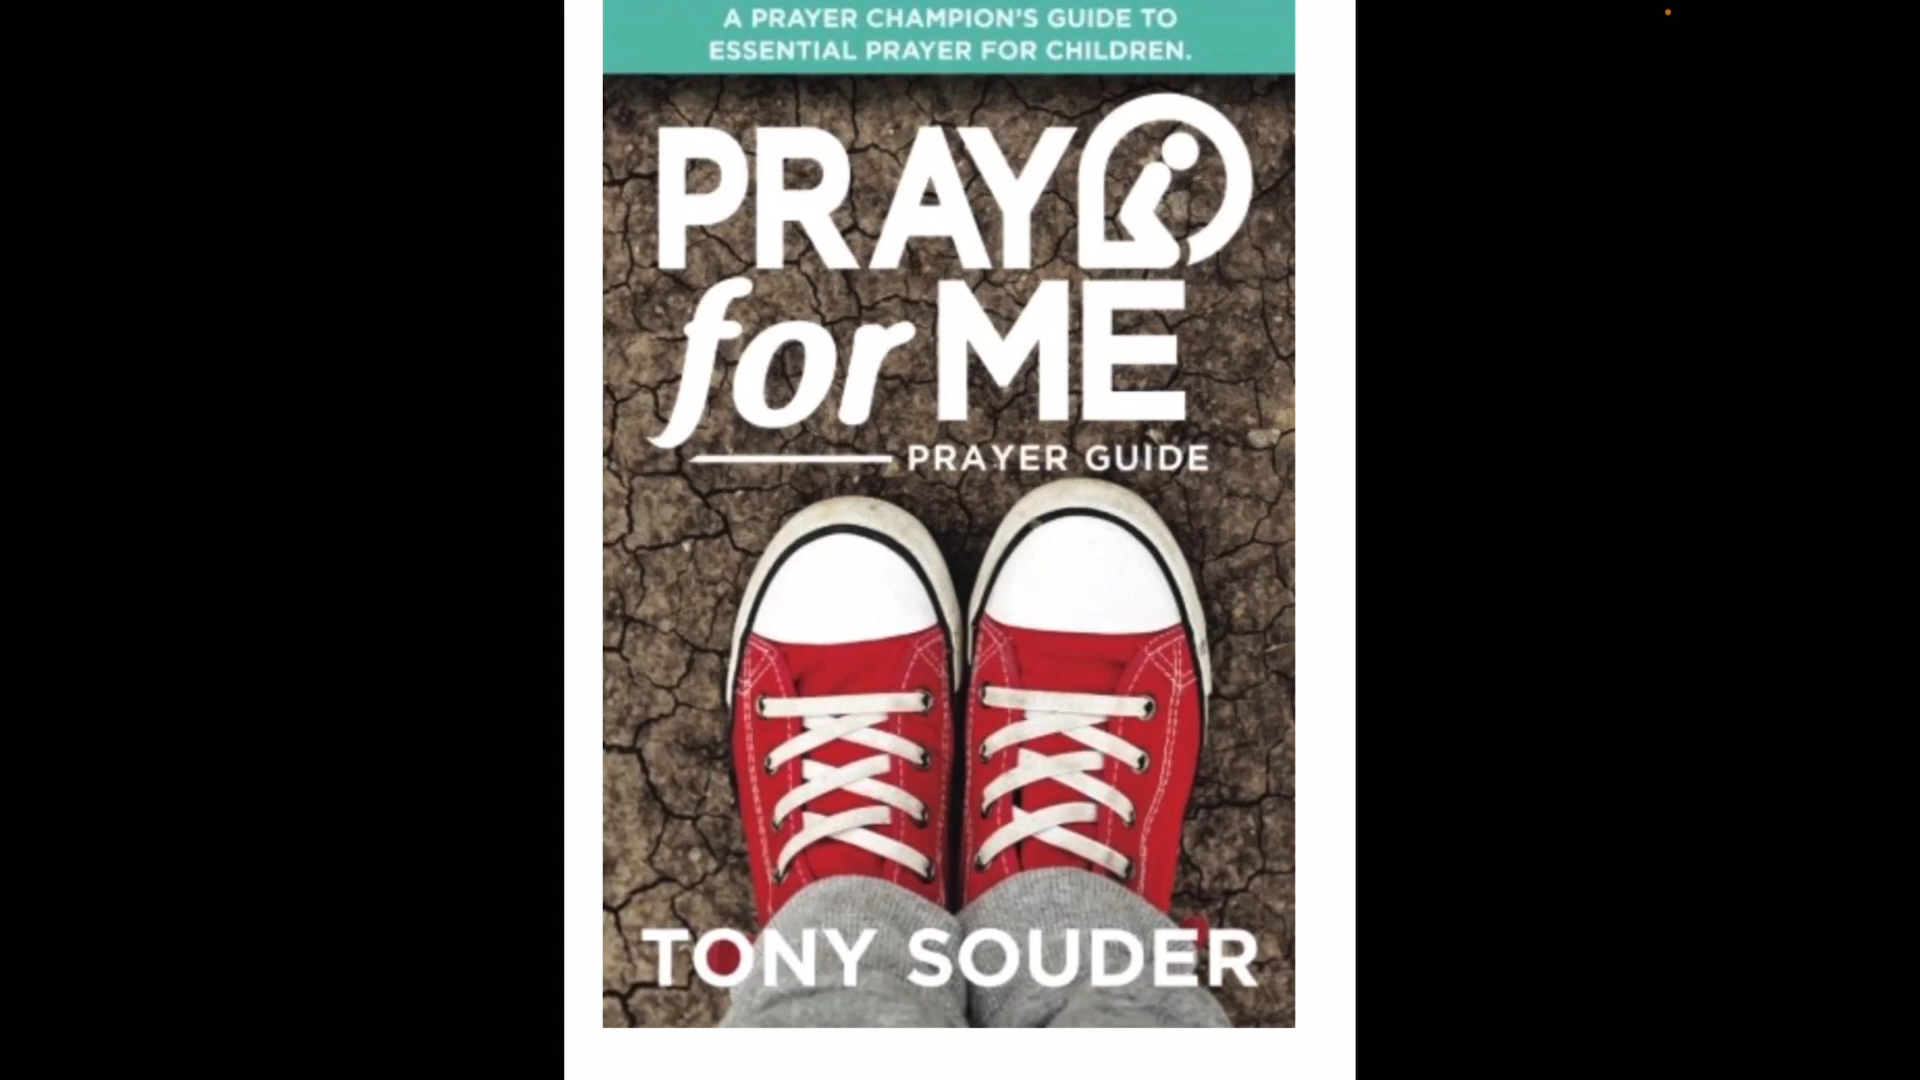 A PRAYER CHAMPION'S GUIDE TO
ESSENTIAL PRAYER FOR CHILDREN.
PRAY
for ME
PRAYER GUIDE
TONY SOUDER